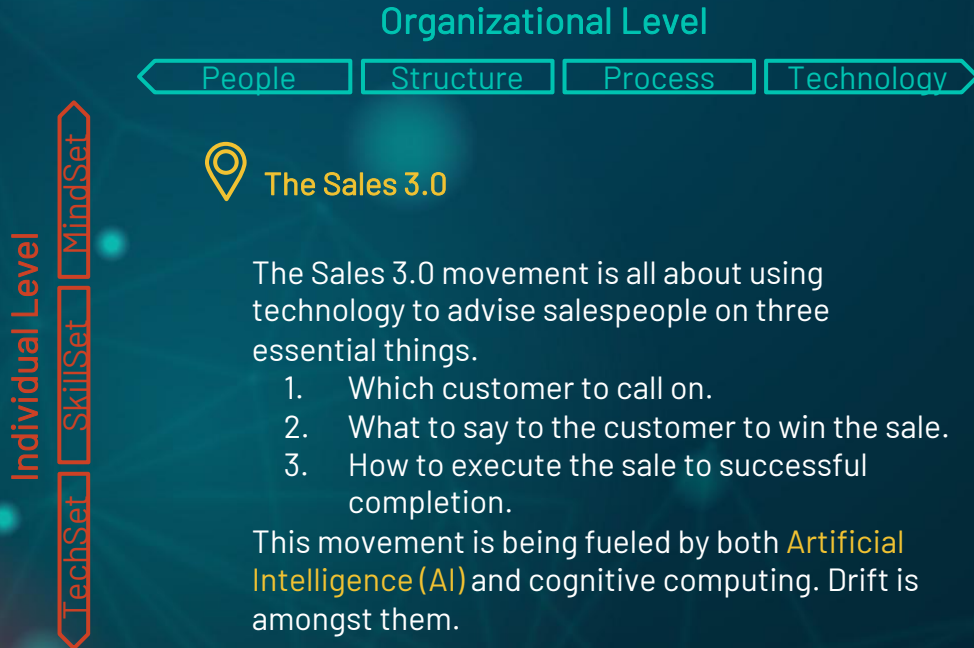 Organizational Level
People Structure Process Technology
Individual Level
MindSet
SkillSet
TechSet
The Sales 3.0
The Sales 3.0 movement is all about using
technology to advise salespeople on three
essential things.
1. Which customer to call on.
2. What to say to the customer to win the sale.
3. How to execute the sale to successful
completion.
This movement is being fueled by both Artificial
Intelligence (AI) and cognitive computing. Drift is
amongst them.